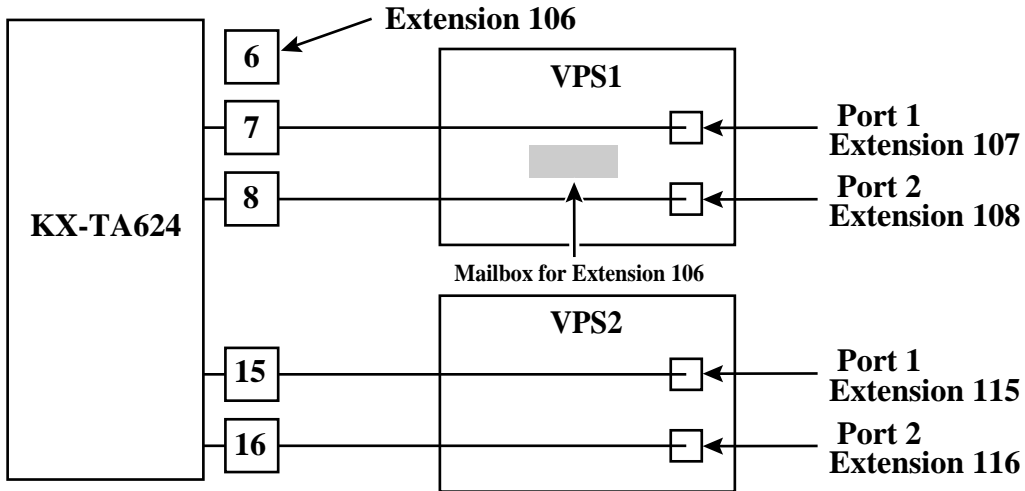 Extension 106
6
VPS1
7
Port 1
Extension 107
8
Port 2
Extension 108
KX-TA624
Mailbox for Extension 106
VPS2
15
Port 1
Extension 115
16
Port 2
Extension 116